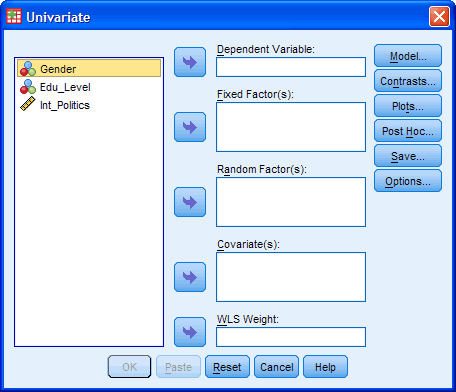 Univariate
Gender
Edu_Level
Int_Politics
Dependent Variable:
Fixed Factor(s):
Random Factor(s):
Covariate(s):
WLS Weight:
Model...
Contrasts...
Plots...
Post Hoc...
Save...
Options...
OK Paste Reset Cancel Help